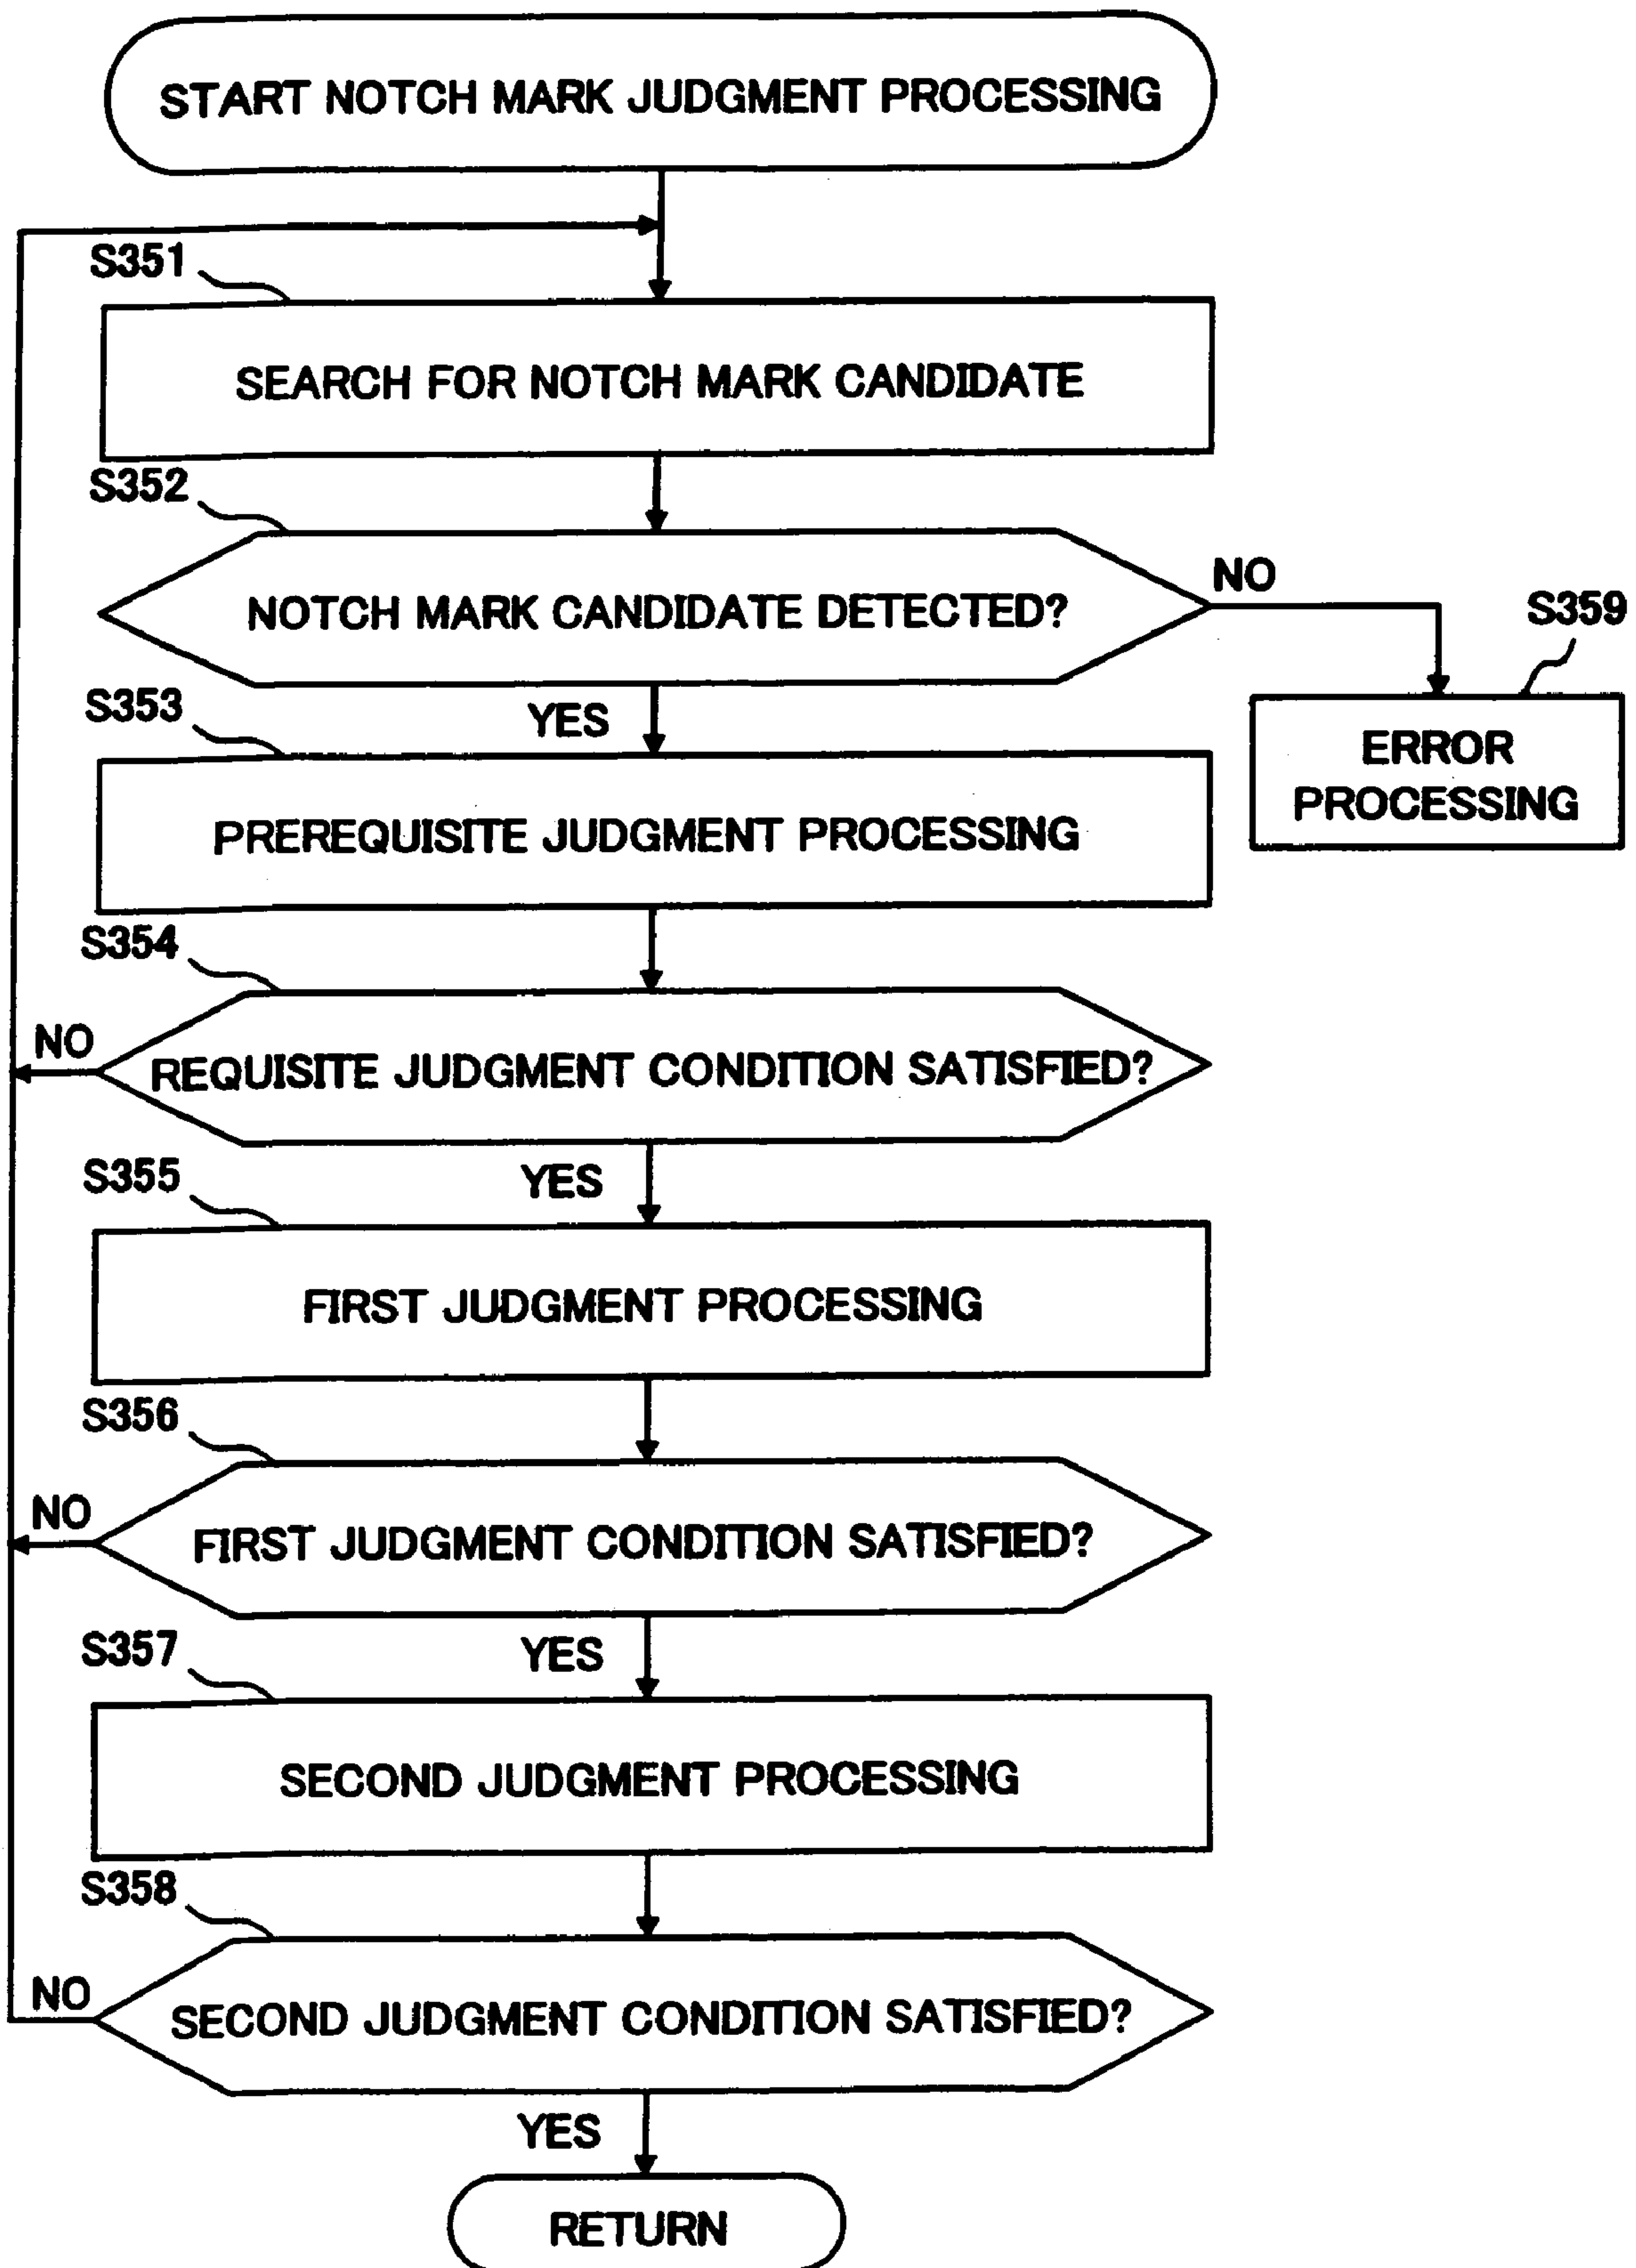 START NOTCH MARK JUDGMENT PROCESSING
S351
SEARCH FOR NOTCH MARK CANDIDATE
S352
NOTCH MARK CANDIDATE DETECTED?
NO
S359
ERROR
PROCESSING
YES
S353
PREREQUISITE JUDGMENT PROCESSING
S354
NO
REQUISITE JUDGMENT CONDITION SATISFIED?
YES
S355
FIRST JUDGMENT PROCESSING
S356
NO
FIRST JUDGMENT CONDITION SATISFIED?
YES
S357
SECOND JUDGMENT PROCESSING
S358
NO
SECOND JUDGMENT CONDITION SATISFIED?
YES
RETURN